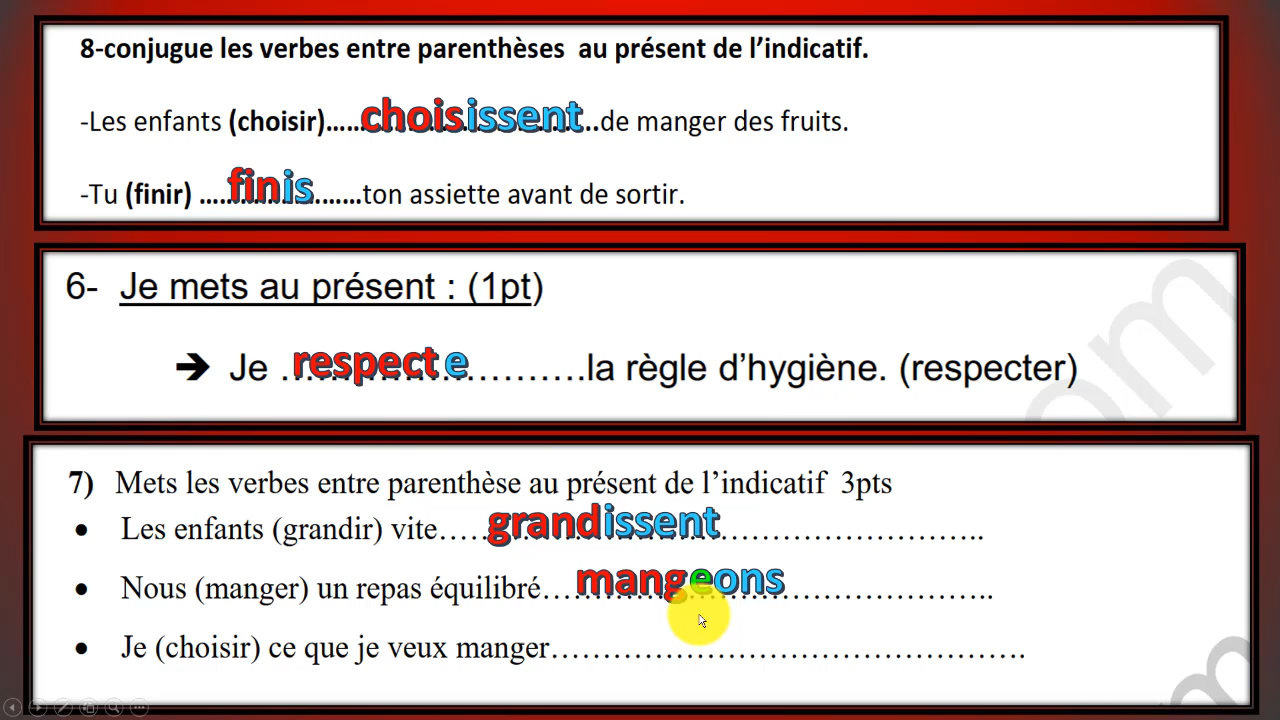 8-conjugue les verbes entre parenthèses au présent de l’indicatif.
-Les enfants (choisir)……choisissent..de manger des fruits.
-Tu (finir) …finis……ton assiette avant de sortir.
6- Je mets au présent : (1pt)
➔ Je …respecte…………la règle d’hygiène. (respecter)
7) Mets les verbes entre parenthèse au présent de l’indicatif 3pts
• Les enfants (grandir) vite……grandissent……………………..
• Nous (manger) un repas équilibré…mangeons…………………..
• Je (choisir) ce que je veux manger……………………………………….
om
m